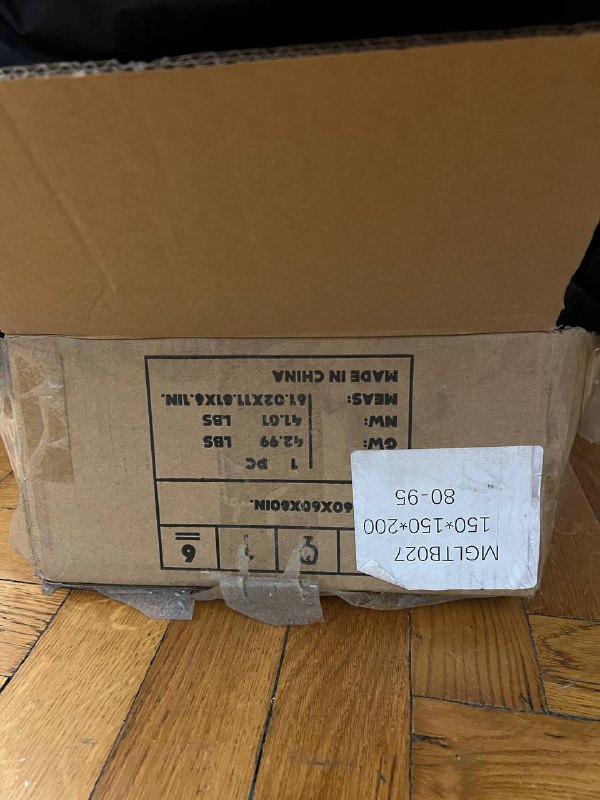 MGLTB027
150*150*200
80-95
60X60X80IN.
1 PC
GW: 42.99 LBS
NW: 41.01 LBS
MEAS: 61.02X11.81X6.1IN.
MADE IN CHINA